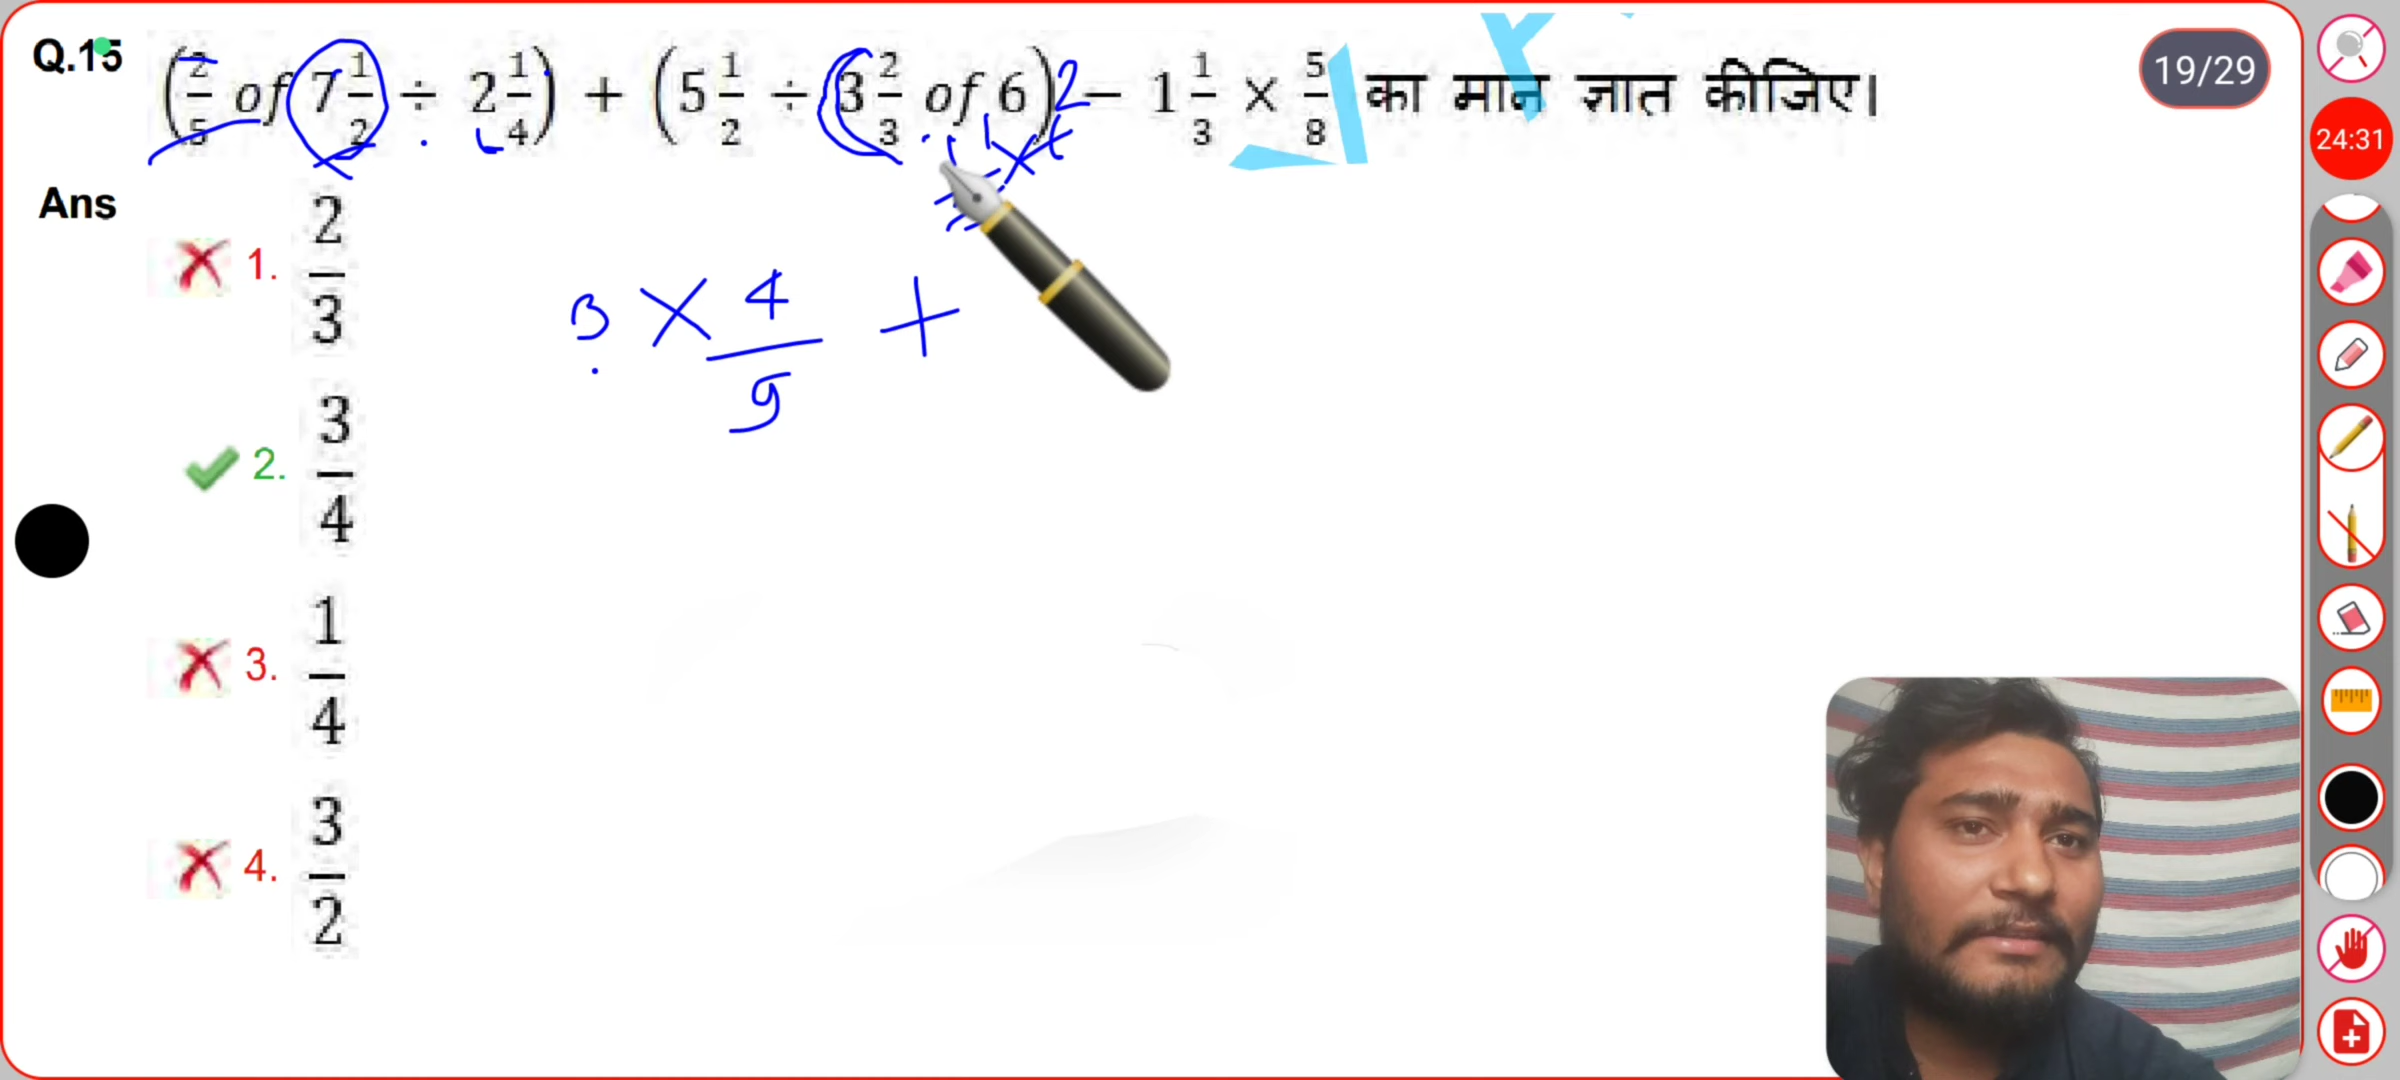 Q.15 (2/5 of 7 1/2 ÷ 2 1/4) + (5 1/2 ÷ 3 2/3 of 6) - 1 1/3 × 5/8 का मान ज्ञात कीजिए।
19/29
24:31
Ans
1. 2/3
3 × 4/9 +
2. 3/4
3. 1/4
4. 3/2